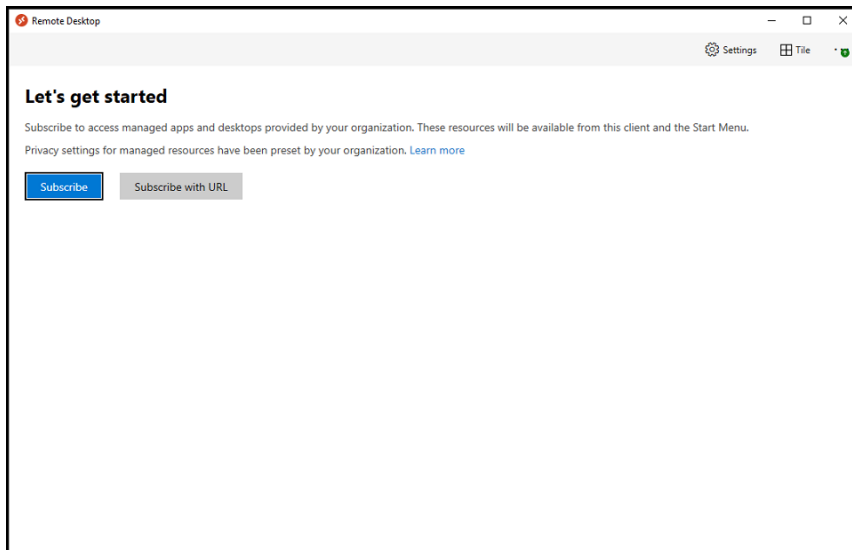 Remote Desktop
Settings Tile
Let's get started
Subscribe to access managed apps and desktops provided by your organization. These resources will be available from this client and the Start Menu.
Privacy settings for managed resources have been preset by your organization. Learn more
Subscribe Subscribe with URL